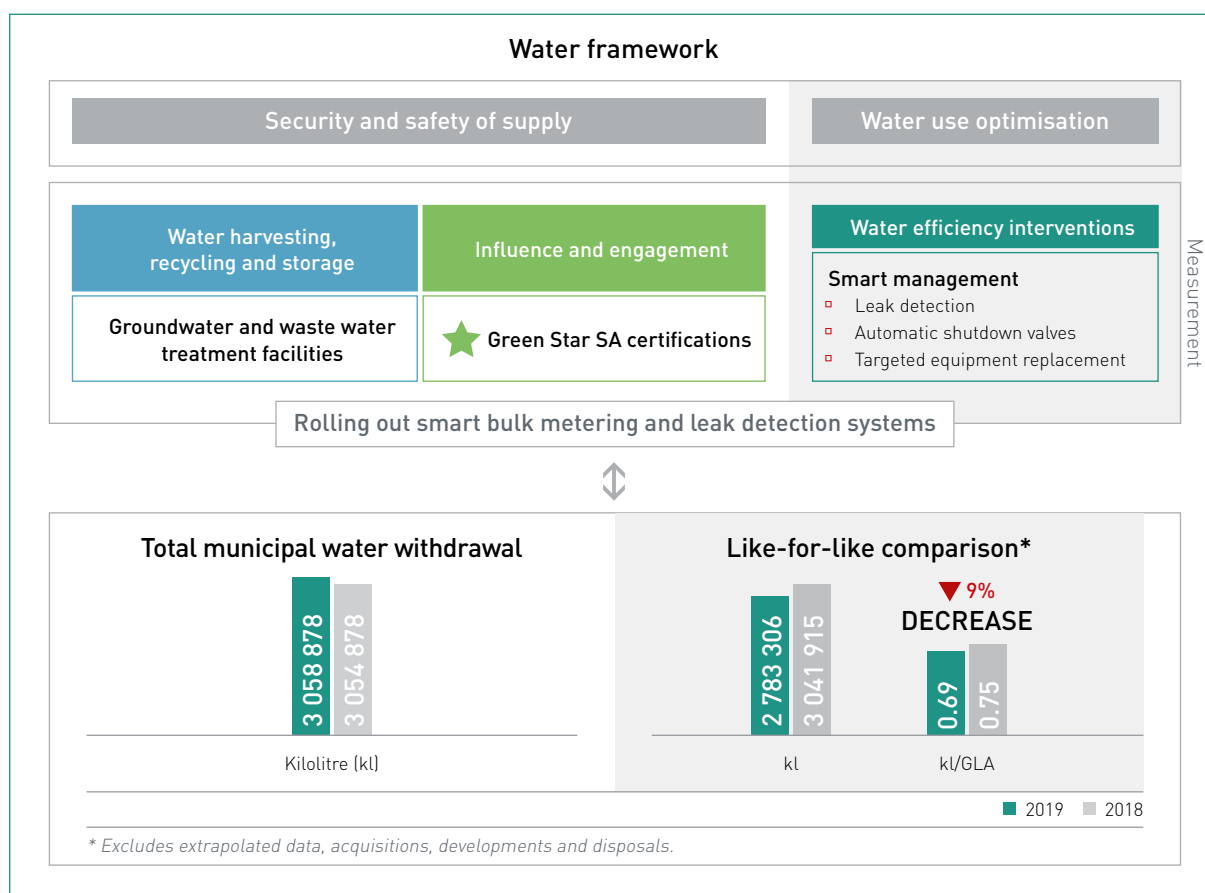 Water framework
Security and safety of supply
Water use optimisation
Water harvesting,
recycling and storage
Influence and engagement
Water efficiency interventions
Groundwater and waste water
treatment facilities
Green Star SA certifications
Smart management
Leak detection
Automatic shutdown valves
Targeted equipment replacement
Measurement
Rolling out smart bulk metering and leak detection systems
Total municipal water withdrawal
3 058 878
3 054 878
Kilolitre (kl)
Like-for-like comparison*
9%
DECREASE
2 783 306
3 041 915
0.69
0.75
kl
kl/GLA
2019
2018
* Excludes extrapolated data, acquisitions, developments and disposals.